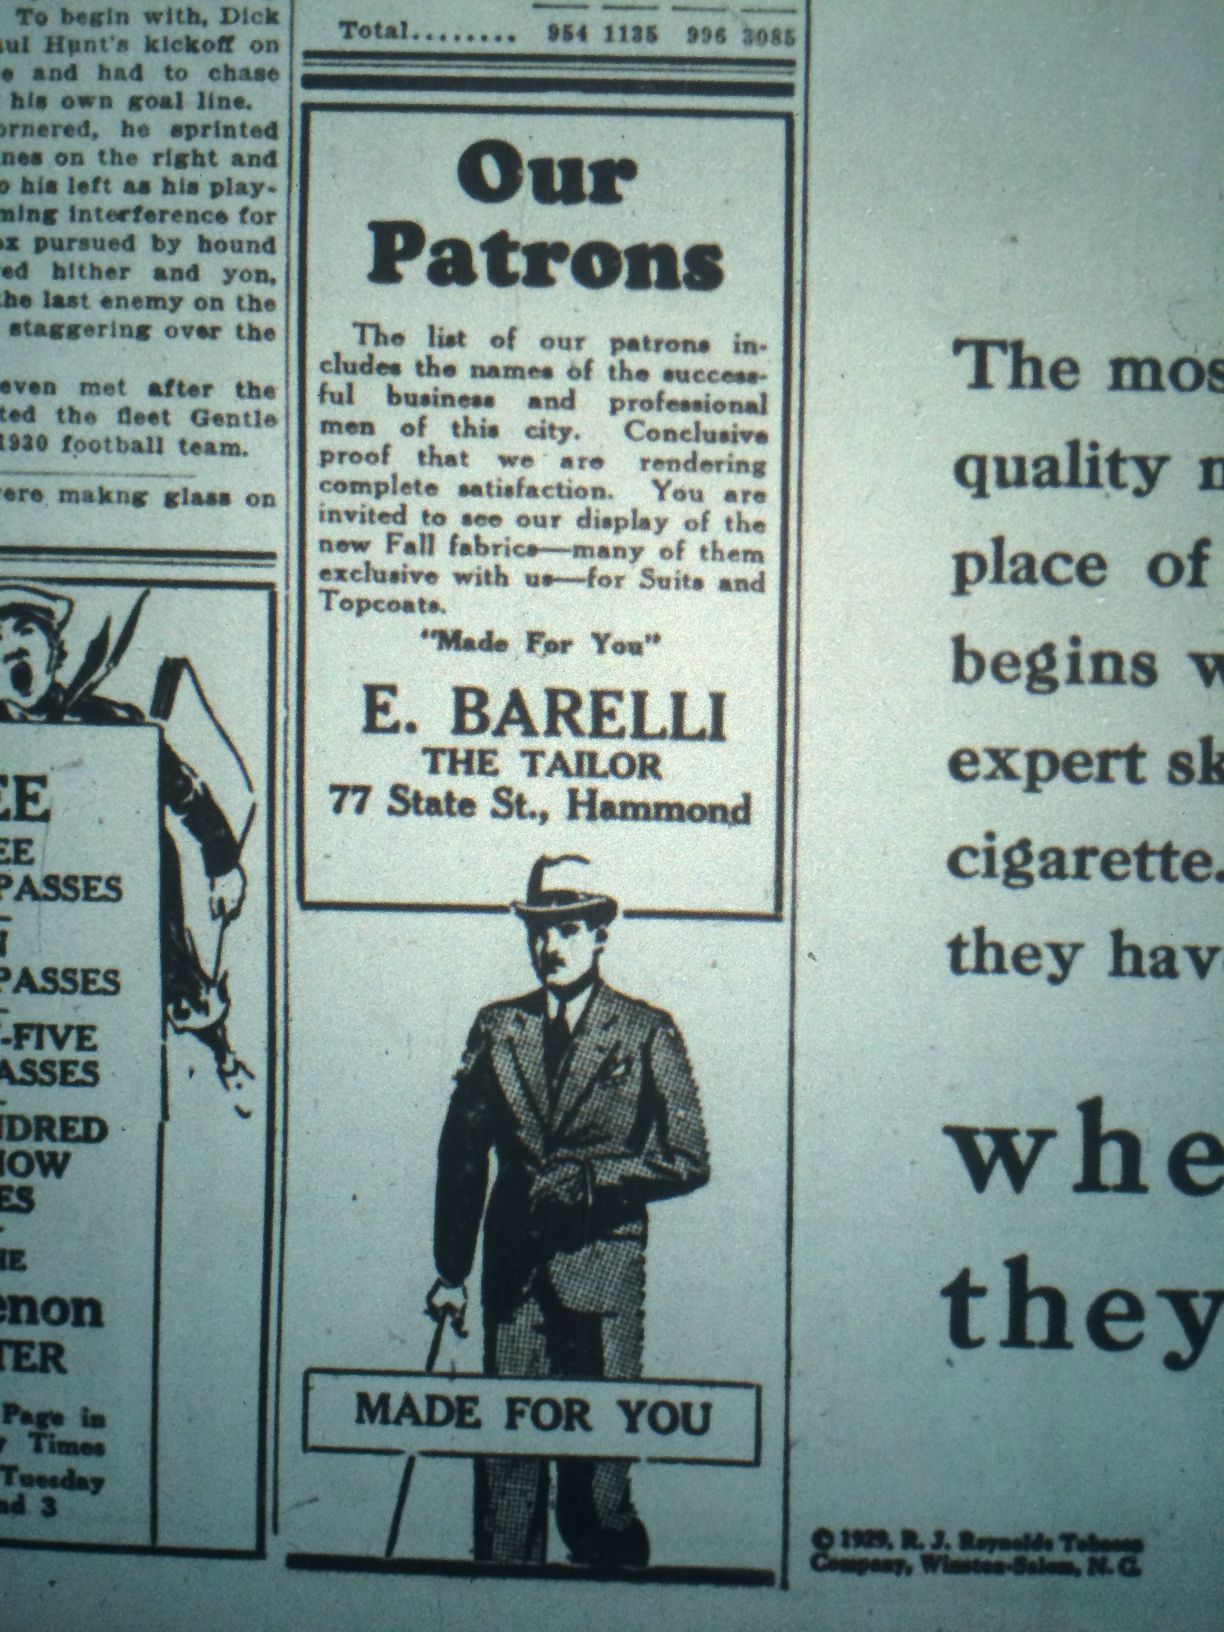 To begin with, Dick
Hunt's kickoff on
and had to chase
his own goal line.
he sprinted
on the right and
his left as his play-
interference for
pursued by hound
hither and yon,
the last enemy on the
staggering over the
even met after the
the fleet Gentle
1930 football team.
makng glass on
EE
EE
PASSES
N
PASSES
-FIVE
ASSES
NDRED
HOW
ES
HE
enon
TER
Page in
Times
Tuesday
nd 3
Total........ 954 1135 996 3085
Our
Patrons
The list of our patrons in-
cludes the names of the success-
ful business and professional
men of this city. Conclusive
proof that we are rendering
complete satisfaction. You are
invited to see our display of the
new Fall fabrics—many of them
exclusive with us—for Suits and
Topcoats.
"Made For You"
E. BARELLI
THE TAILOR
77 State St., Hammond
MADE FOR YOU
The mos
quality
place of
begins w
expert sk
cigarette.
they hav
whe
they
© 1929, R. J. Reynolds Tobacco
Company, Winston-Salem, N. C.